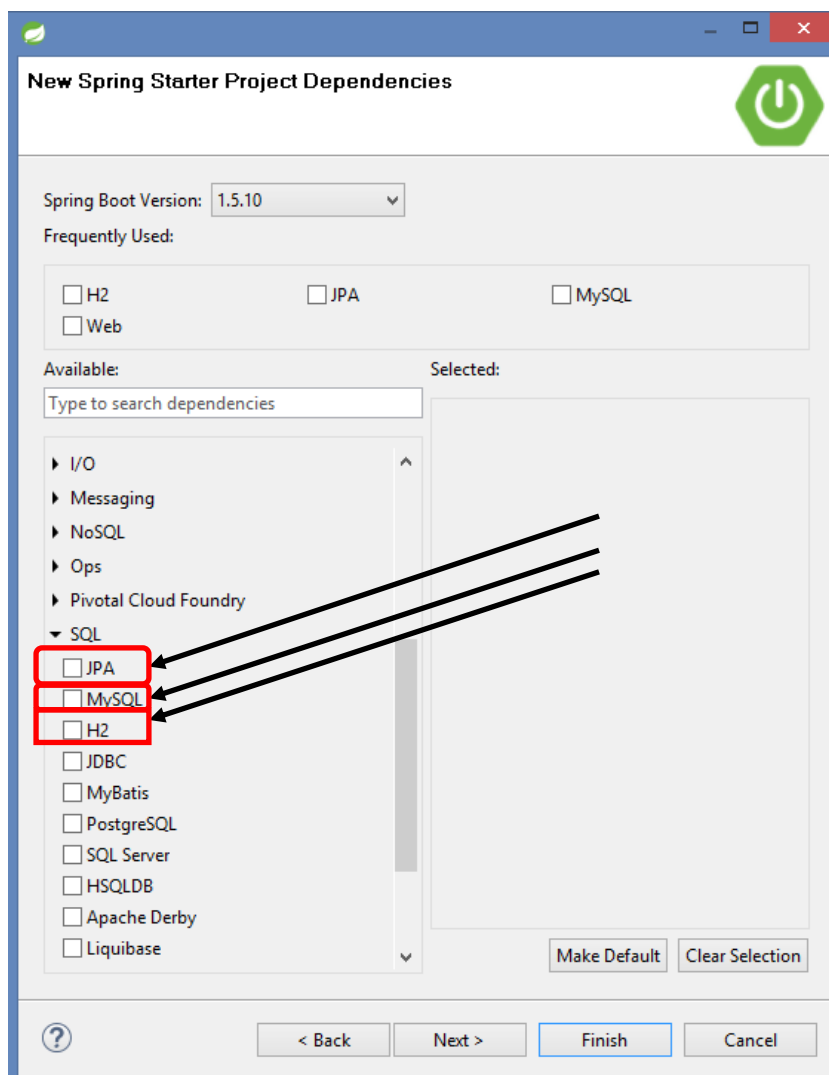 New Spring Starter Project Dependencies
Spring Boot Version: 1.5.10
Frequently Used:
H2 JPA MySQL
Web
Available: Selected:
Type to search dependencies
I/O
Messaging
NoSQL
Ops
Pivotal Cloud Foundry
SQL
JPA
MySQL
H2
JDBC
MyBatis
PostgreSQL
SQL Server
HSQLDB
Apache Derby
Liquibase
Make Default Clear Selection
? < Back Next > Finish Cancel